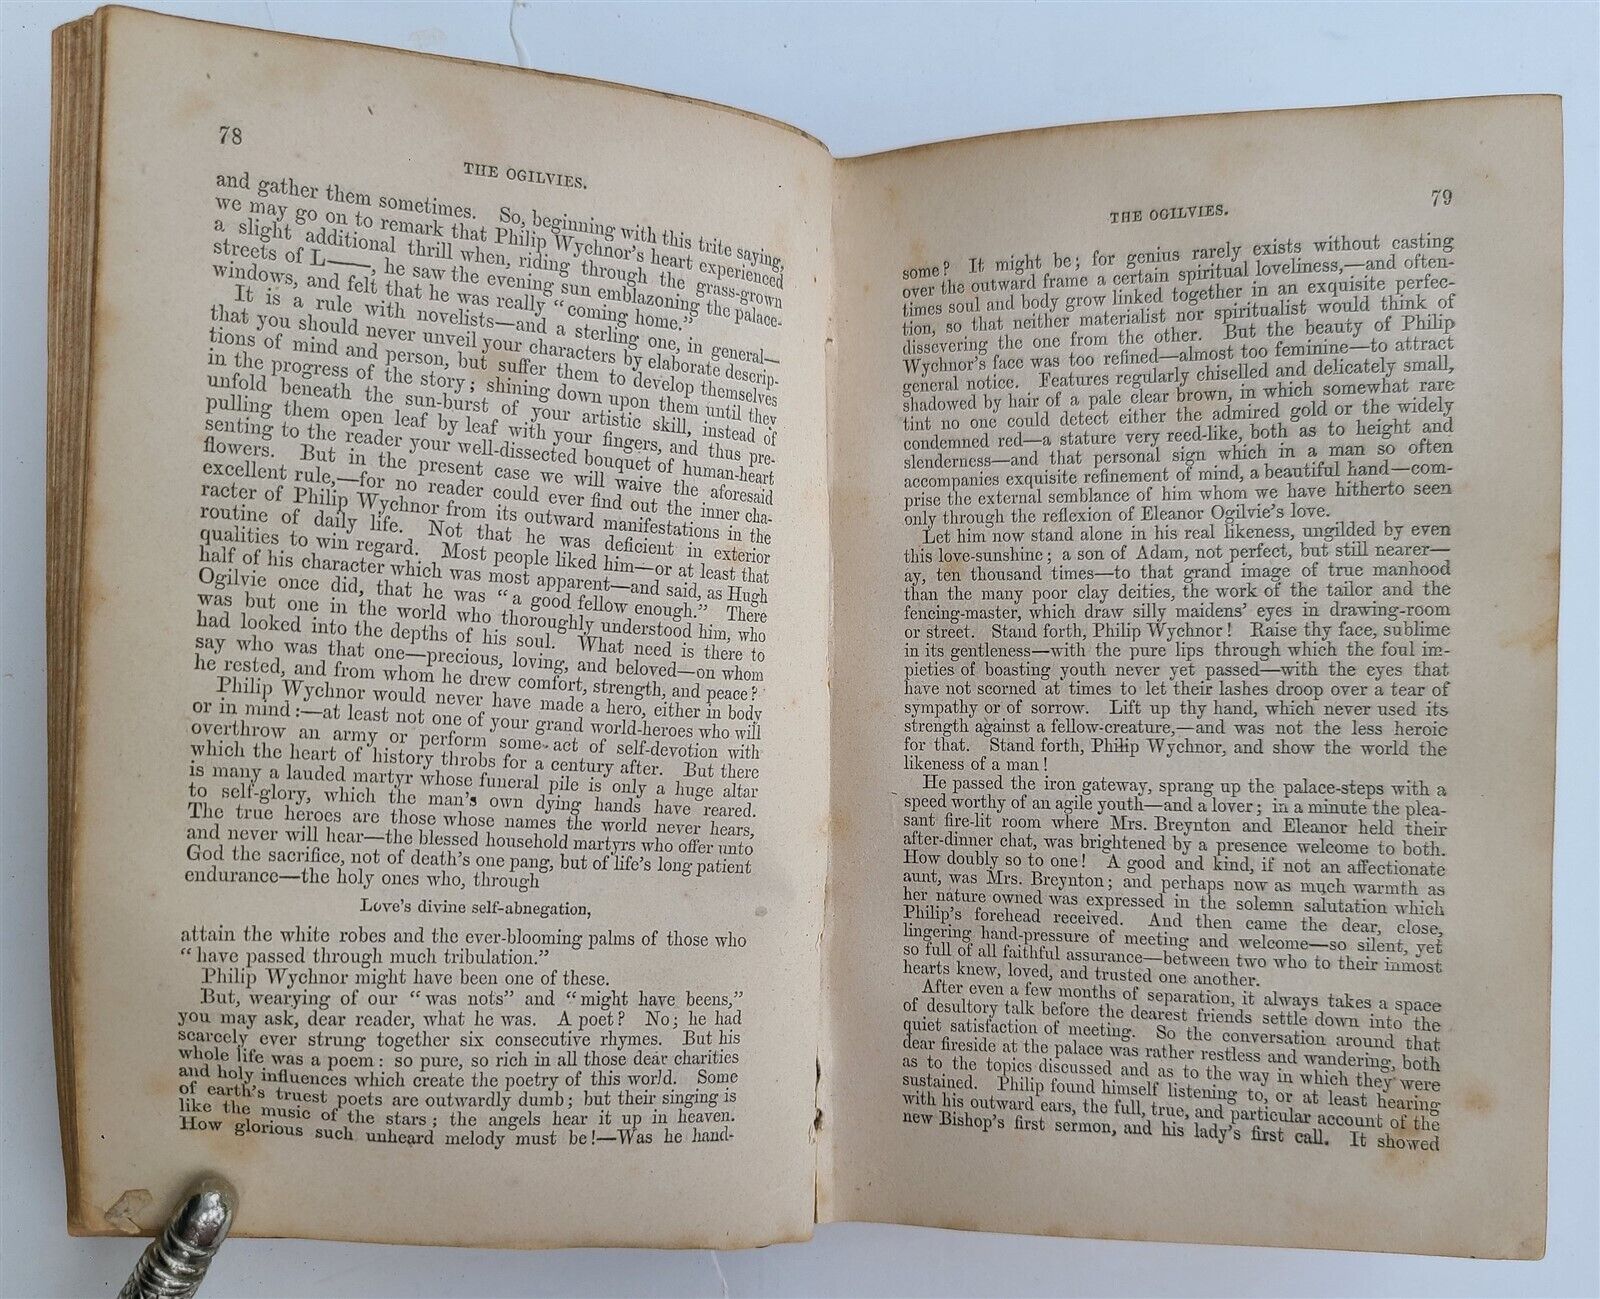 78
THE OGILVIES.
and gather them sometimes. So, beginning with this trite saying,
we may go on to remark that Philip Wychnor's heart experienced
a slight additional thrill when, riding through the grass-grown
streets of L——, he saw the evening sun emblazoning the palace-
windows, and felt that he was really "coming home."
It is a rule with novelists—and a sterling one, in general—
that you should never unveil your characters by elaborate descrip-
tions of mind and person, but suffer them to develop themselves
in the progress of the story; shining down upon them until they
unfold beneath the sun-burst of your artistic skill, instead of
pulling them open leaf by leaf with your fingers, and thus pre-
senting to the reader your well-dissected bouquet of human-heart
flowers. But in the present case we will waive the aforesaid
excellent rule,—for no reader could ever find out the inner cha-
racter of Philip Wychnor from its outward manifestations in the
routine of daily life. Not that he was deficient in exterior
qualities to win regard. Most people liked him—or at least that
half of his character which was most apparent—and said, as Hugh
Ogilvie once did, that he was "a good fellow enough." There
was but one in the world who thoroughly understood him, who
had looked into the depths of his soul. What need is there to
say who was that one—precious, loving, and beloved—on whom
he rested, and from whom he drew comfort, strength, and peace?
Philip Wychnor would never have made a hero, either in body
or in mind:—at least not one of your grand world-heroes who will
overthrow an army or perform some act of self-devotion with
which the heart of history throbs for a century after. But there
is many a lauded martyr whose funeral pile is only a huge altar
to self-glory, which the man's own dying hands have reared.
The true heroes are those whose names the world never hears,
and never will hear—the blessed household martyrs who offer unto
God the sacrifice, not of death's one pang, but of life's long patient
endurance—the holy ones who, through
Love's divine self-abnegation,
attain the white robes and the ever-blooming palms of those who
"have passed through much tribulation."
Philip Wychnor might have been one of these.
But, wearying of our "was nots" and "might have beens,"
you may ask, dear reader, what he was. A poet? No; he had
scarcely ever strung together six consecutive rhymes. But his
whole life was a poem: so pure, so rich in all those dear charities
and holy influences which create the poetry of this world. Some
of earth's truest poets are outwardly dumb; but their singing is
like the music of the stars; the angels hear it up in heaven.
How glorious such unheard melody must be!—Was he hand-
THE OGILVIES.
79
some? It might be; for genius rarely exists without casting
over the outward frame a certain spiritual loveliness,—and often-
times soul and body grow linked together in an exquisite perfec-
tion, so that neither materialist nor spiritualist would think of
dissevering the one from the other. But the beauty of Philip
Wychnor's face was too refined—almost too feminine—to attract
general notice. Features regularly chiselled and delicately small,
shadowed by hair of a pale clear brown, in which somewhat rare
tint no one could detect either the admired gold or the widely
condemned red—a stature very reed-like, both as to height and
slenderness—and that personal sign which in a man so often
accompanies exquisite refinement of mind, a beautiful hand—com-
prise the external semblance of him whom we have hitherto seen
only through the reflexion of Eleanor Ogilvie's love.
Let him now stand alone in his real likeness, ungilded by even
this love-sunshine; a son of Adam, not perfect, but still nearer—
ay, ten thousand times—to that grand image of true manhood
than the many poor clay deities, the work of the tailor and the
fencing-master, which draw silly maidens' eyes in drawing-room
or street. Stand forth, Philip Wychnor! Raise thy face, sublime
in its gentleness—with the pure lips through which the foul im-
pieties of boasting youth never yet passed—with the eyes that
have not scorned at times to let their lashes droop over a tear of
sympathy or of sorrow. Lift up thy hand, which never used its
strength against a fellow-creature,—and was not the less heroic
for that. Stand forth, Philip Wychnor, and show the world the
likeness of a man!
He passed the iron gateway, sprang up the palace-steps with a
speed worthy of an agile youth—and a lover; in a minute the plea-
sant fire-lit room where Mrs. Breynton and Eleanor held their
after-dinner chat, was brightened by a presence welcome to both.
How doubly so to one! A good and kind, if not an affectionate
aunt, was Mrs. Breynton; and perhaps now as much warmth as
her nature owned was expressed in the solemn salutation which
Philip's forehead received. And then came the dear, close,
lingering hand-pressure of meeting and welcome—so silent, yet
so full of all faithful assurance—between two who to their inmost
hearts knew, loved, and trusted one another.
After even a few months of separation, it always takes a space
of desultory talk before the dearest friends settle down into the
quiet satisfaction of meeting. So the conversation around that
dear fireside at the palace was rather restless and wandering, both
as to the topics discussed and as to the way in which they were
sustained. Philip found himself listening to, or at least hearing
with his outward ears, the full, true, and particular account of the
new Bishop's first sermon, and his lady's first call. It showed